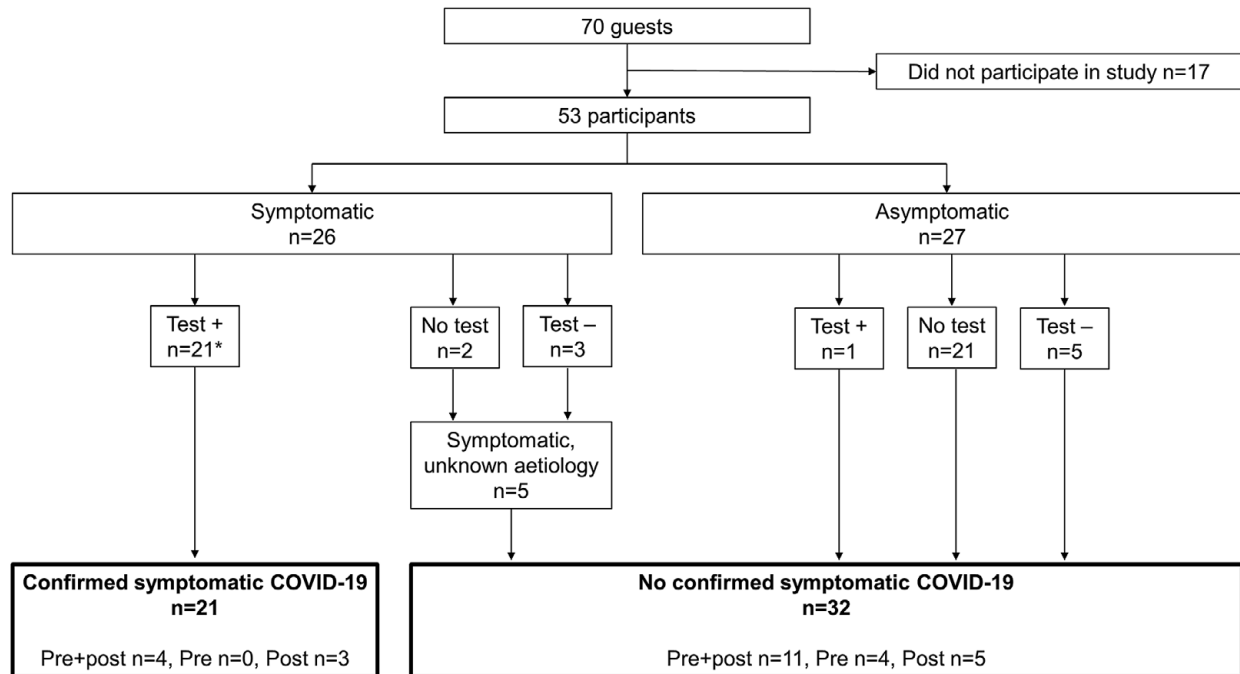 70 guests
Did not participate in study n=17
53 participants
Symptomatic
n=26
Asymptomatic
n=27
Test +
n=21*
No test
n=2
Test –
n=3
Test +
n=1
No test
n=21
Test –
n=5
Symptomatic,
unknown aetiology
n=5
Confirmed symptomatic COVID-19
n=21
Pre+post n=4, Pre n=0, Post n=3
No confirmed symptomatic COVID-19
n=32
Pre+post n=11, Pre n=4, Post n=5